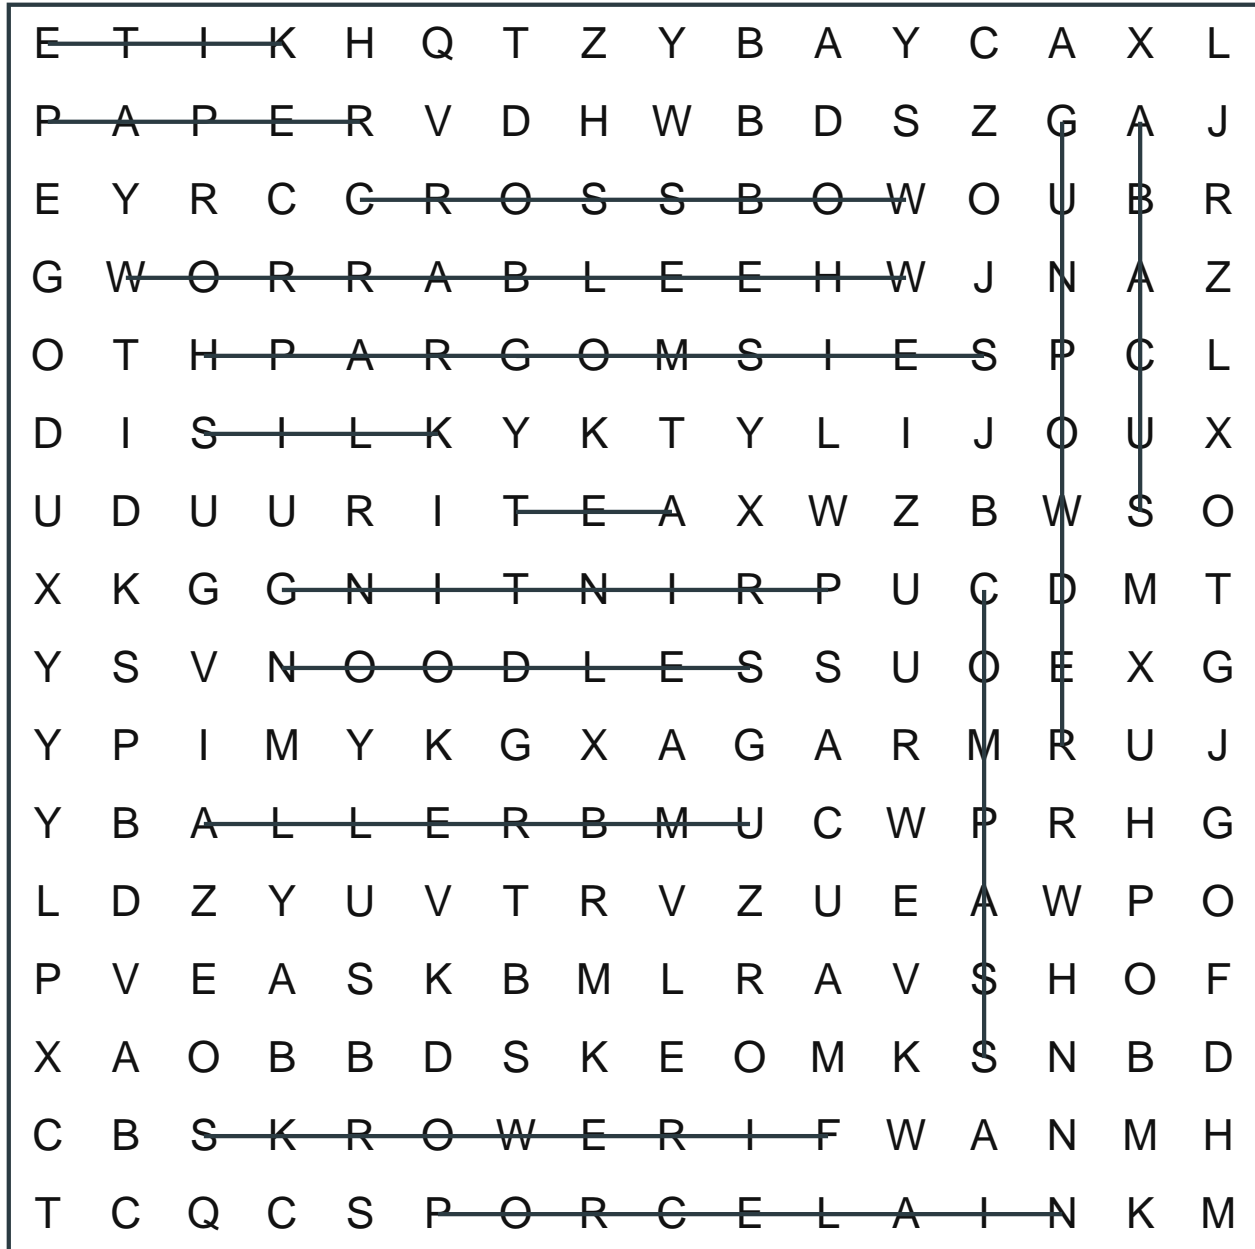 E T I K H Q T Z Y B A Y C A X L
P A P E R V D H W B D S Z G A J
E Y R C C R O S S B O W O U B R
G W O R R A B L E E H W J N A Z
O T H P A R G O M S I E S P C L
D I S I L K Y K T Y L I J O U X
U D U U R I T E A X W Z B W S O
X K G G N I T N I R P U C D M T
Y S V N O O D L E S S U O E X G
Y P I M Y K G X A G A R M R U J
Y B A L L E R B M U C W P R H G
L D Z Y U V T R V Z U E A W P O
P V E A S K B M L R A V S H O F
X A O B B D S K E O M K S N B D
C B S K R O W E R I F W A N M H
T C Q C S P O R C E L A I N K M